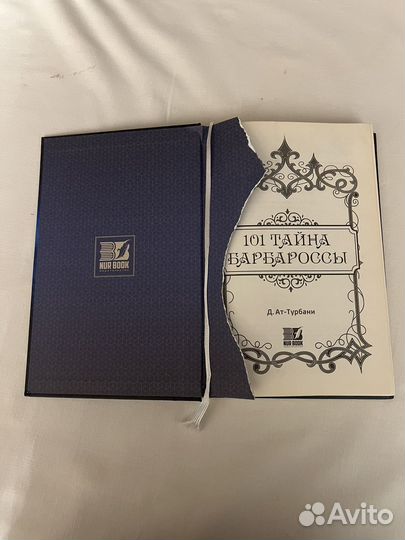 NUR BOOK
101 ТАЙНА
БАРБАРОССЫ
Д. Ат-Турбани
NUR BOOK
Avito